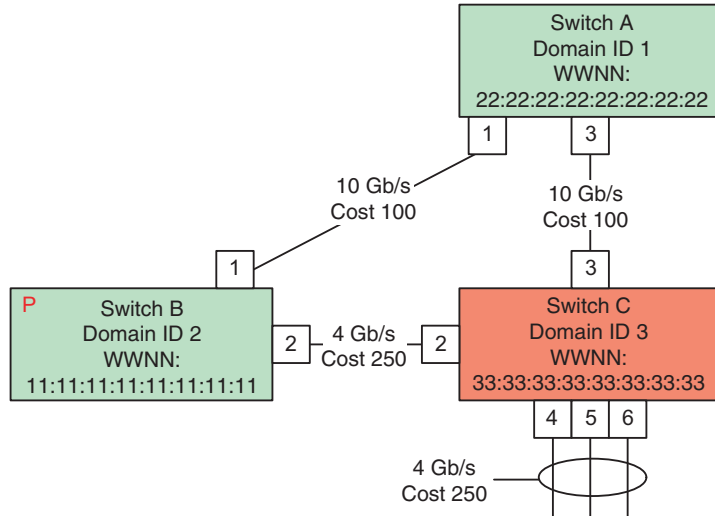 Switch A
Domain ID 1
WWNN:
22:22:22:22:22:22:22:22
1
3
10 Gb/s
Cost 100
10 Gb/s
Cost 100
1
3
P
Switch B
Domain ID 2
WWNN:
11:11:11:11:11:11:11:11
2
4 Gb/s
Cost 250
2
Switch C
Domain ID 3
WWNN:
33:33:33:33:33:33:33:33
4
5
6
4 Gb/s
Cost 250